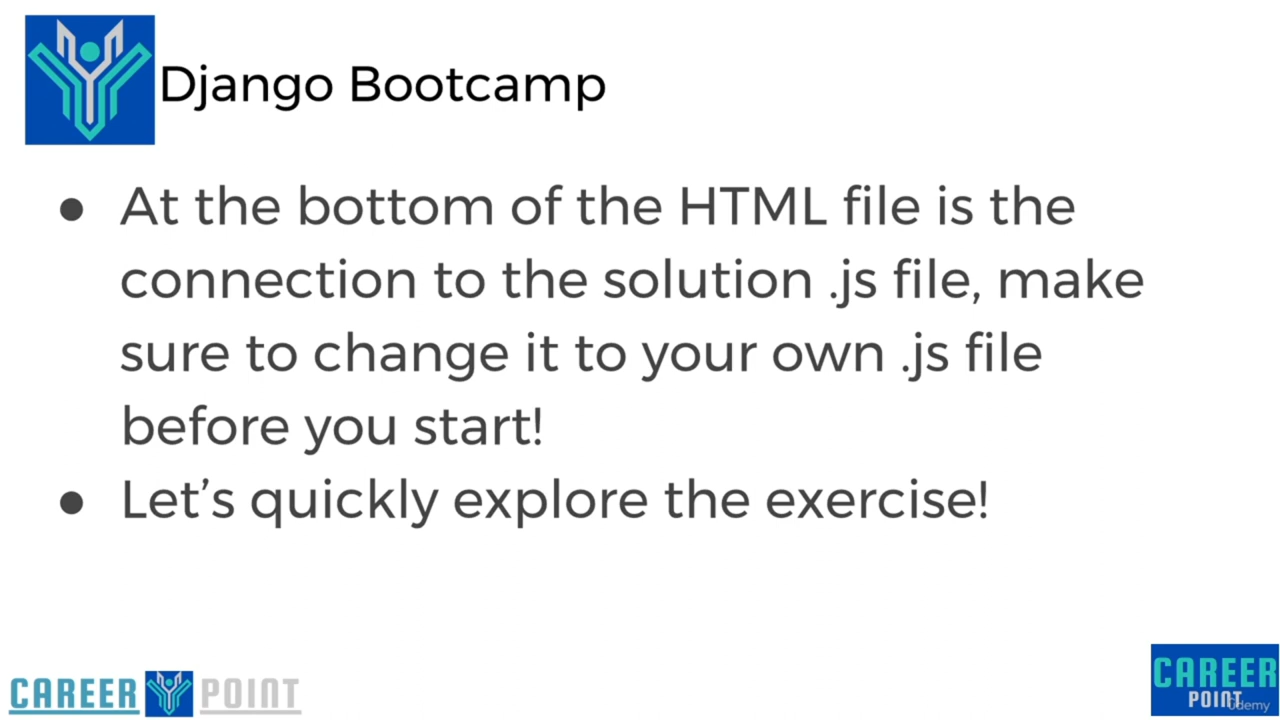 Django Bootcamp
● At the bottom of the HTML file is the
connection to the solution .js file, make
sure to change it to your own .js file
before you start!
● Let’s quickly explore the exercise!
CAREER POINT
CAREER
POINT
Udemy